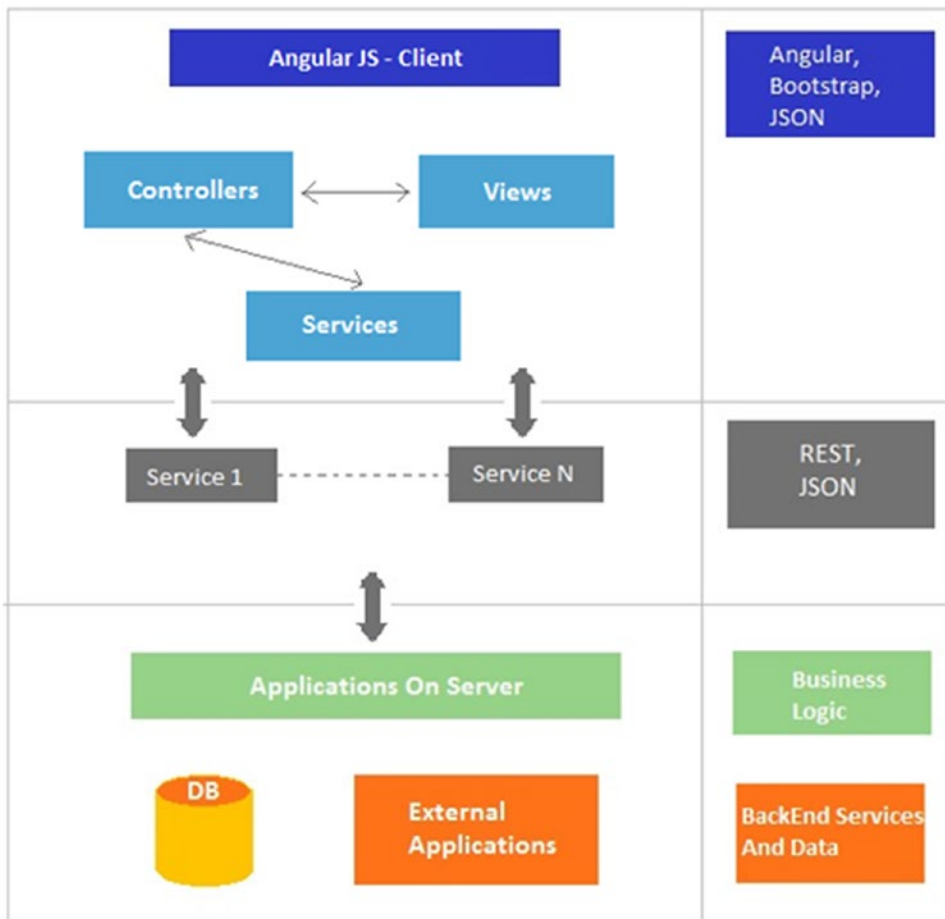 Angular JS - Client
Angular,
Bootstrap,
JSON
Controllers
Views
Services
Service 1
Service N
REST,
JSON
Applications On Server
Business
Logic
DB
External
Applications
BackEnd Services
And Data